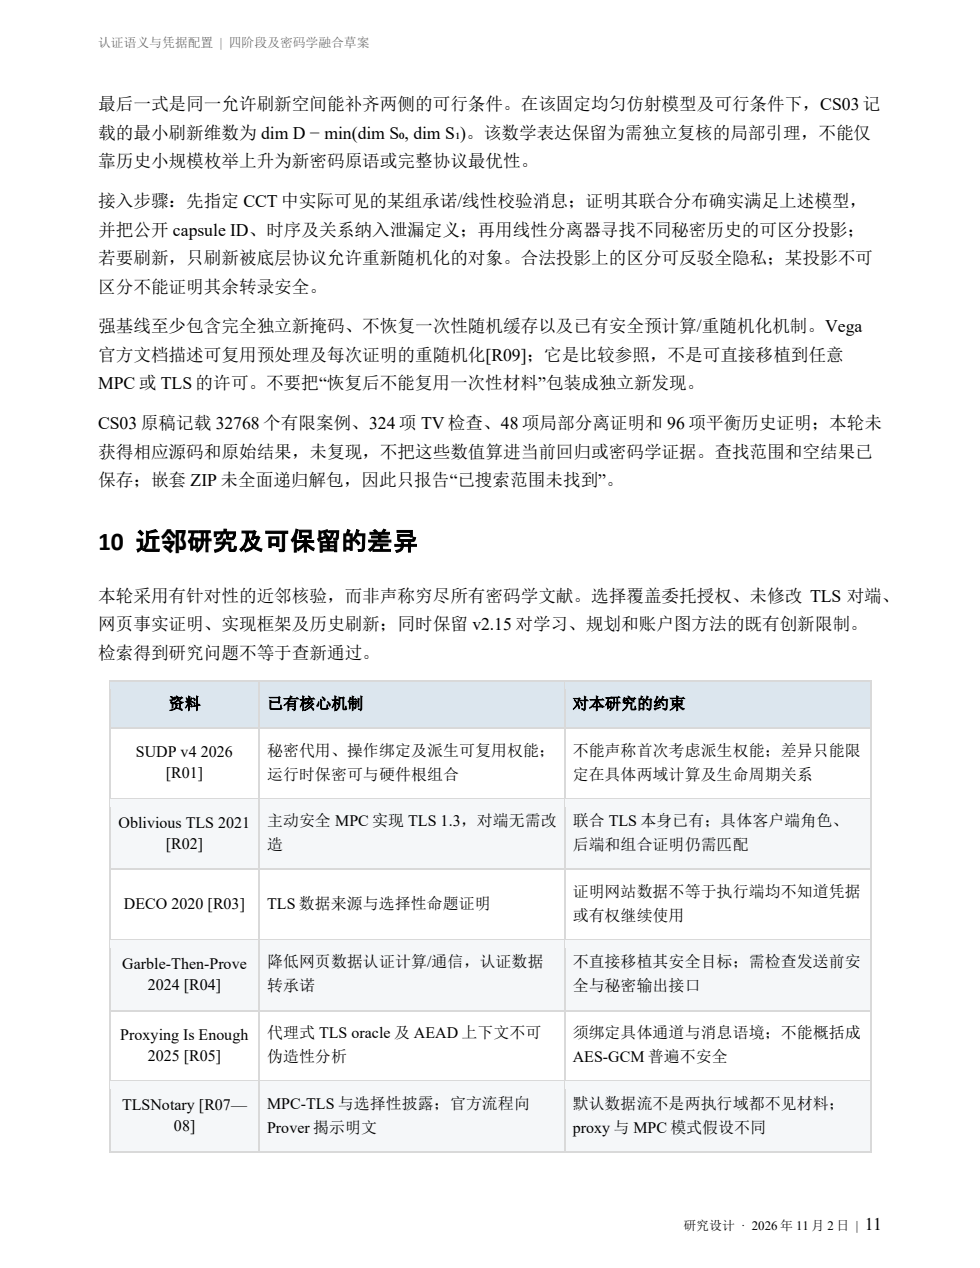 认证语义与凭据配置 | 四阶段及密码学融合草案
最后一式是同一允许刷新空间能补齐两侧的可行条件。在该固定均匀仿射模型及可行条件下，CS03 记
载的最小刷新维数为 dim D − min(dim S₀, dim S₁)。该数学表达保留为需独立复核的局部引理，不能仅
靠历史小规模枚举上升为新密码原语或完整协议最优性。
接入步骤：先指定 CCT 中实际可见的某组承诺/线性校验消息；证明其联合分布确实满足上述模型，
并把公开 capsule ID、时序及关系纳入泄漏定义；再用线性分离器寻找不同秘密历史的可区分投影；
若要刷新，只刷新被底层协议允许重新随机化的对象。合法投影上的区分可反驳全隐私；某投影不可
区分不能证明其余转录安全。
强基线至少包含完全独立新掩码、不恢复一次性随机缓存以及已有安全预计算/重随机化机制。Vega
官方文档描述可复用预处理及每次证明的重随机化[R09]；它是比较参照，不是可直接移植到任意
MPC 或 TLS 的许可。不要把“恢复后不能复用一次性材料”包装成独立新发现。
CS03 原稿记载 32768 个有限案例、324 项 TV 检查、48 项局部分离证明和 96 项平衡历史证明；本轮未
获得相应源码和原始结果，未复现，不把这些数值算进当前回归或密码学证据。查找范围和空结果已
保存；嵌套 ZIP 未全面递归解包，因此只报告“已搜索范围未找到”。
10 近邻研究及可保留的差异
本轮采用有针对性的近邻核验，而非声称穷尽所有密码学文献。选择覆盖委托授权、未修改 TLS 对端、
网页事实证明、实现框架及历史刷新；同时保留 v2.15 对学习、规划和账户图方法的既有创新限制。
检索得到研究问题不等于查新通过。
资料 已有核心机制 对本研究的约束
SUDP v4 2026
[R01]
秘密代用、操作绑定及派生可复用权能；
运行时保密可与硬件根组合
不能声称首次考虑派生权能；差异只能限
定在具体两域计算及生命周期关系
Oblivious TLS 2021
[R02]
主动安全 MPC 实现 TLS 1.3，对端无需改
造
联合 TLS 本身已有；具体客户端角色、
后端和组合证明仍需匹配
DECO 2020 [R03]
TLS 数据来源与选择性命题证明
证明网站数据不等于执行端均不知道凭据
或有权继续使用
Garble-Then-Prove
2024 [R04]
降低网页数据认证计算/通信，认证数据
转承诺
不直接移植其安全目标；需检查发送前安
全与秘密输出接口
Proxying Is Enough
2025 [R05]
代理式 TLS oracle 及 AEAD 上下文不可
伪造性分析
须绑定具体通道与消息语境；不能概括成
AES-GCM 普遍不安全
TLSNotary [R07—
08]
MPC-TLS 与选择性披露；官方流程向
Prover 揭示明文
默认数据流不是两执行域都不见材料；
proxy 与 MPC 模式假设不同
研究设计 · 2026 年 11 月 2 日 | 11